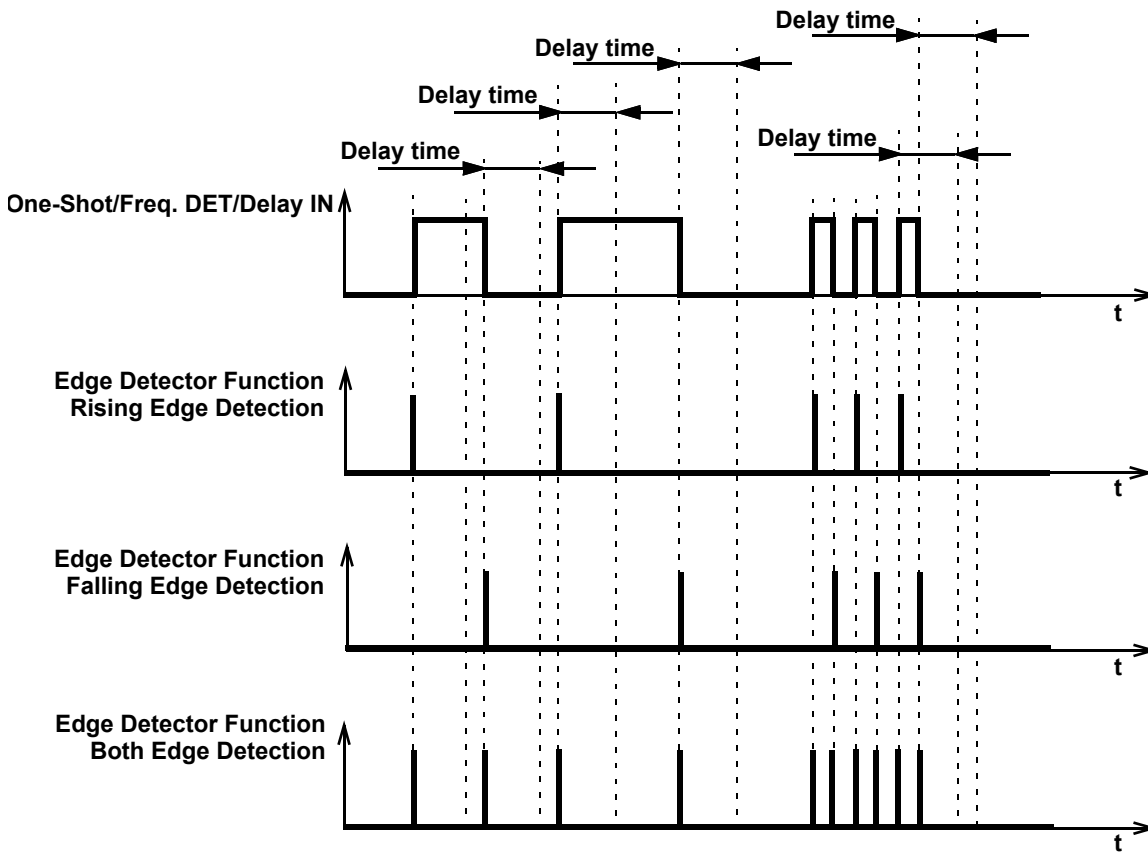 Delay time
Delay time
Delay time
Delay time
Delay time
One-Shot/Freq. DET/Delay IN
t
Edge Detector Function
Rising Edge Detection
t
Edge Detector Function
Falling Edge Detection
t
Edge Detector Function
Both Edge Detection
t